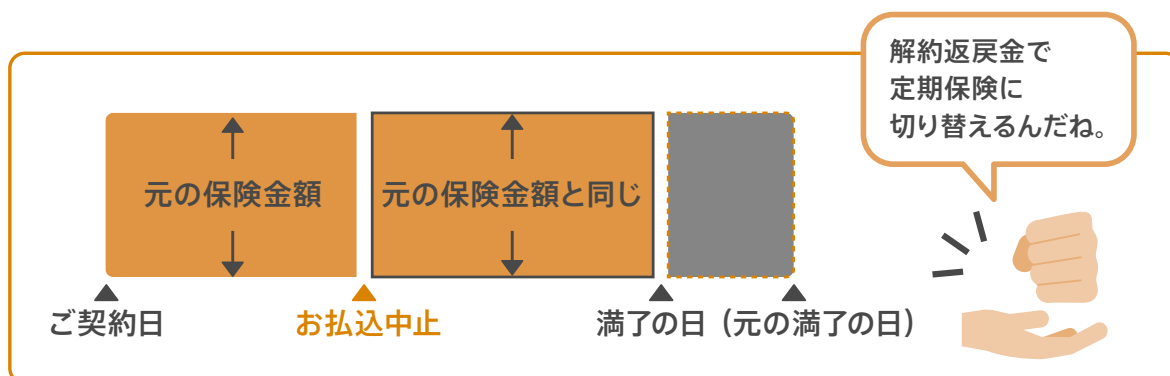 解約返戻金で
定期保険に
切り替えるんだね。
元の保険金額
元の保険金額と同じ
ご契約日
お払込中止
満了の日
（元の満了の日）